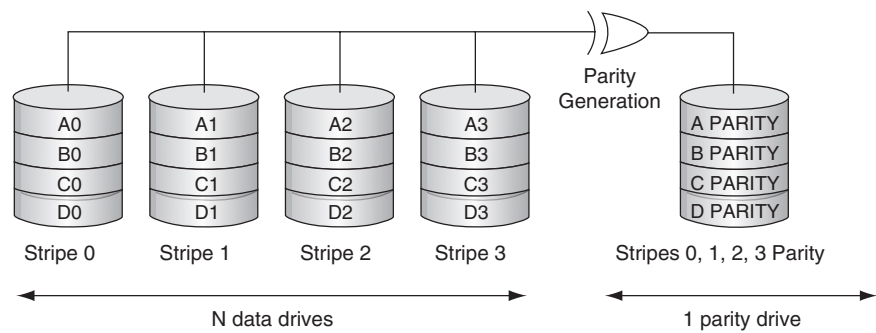 Parity
Generation
A0
A1
A2
A3
A PARITY
B0
B1
B2
B3
B PARITY
C0
C1
C2
C3
C PARITY
D0
D1
D2
D3
D PARITY
Stripe 0
Stripe 1
Stripe 2
Stripe 3
Stripes 0, 1, 2, 3 Parity
N data drives
1 parity drive